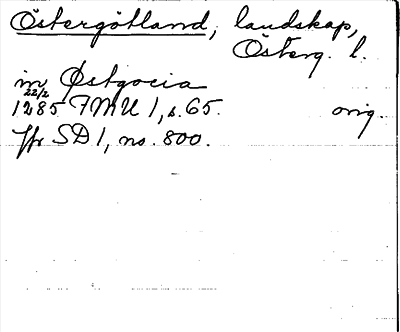 Östergötland, landskap,
Österg. l.
in Østgocia
22/2
1285 FMU 1, s. 65. orig.
Jfr SD 1, no. 800.